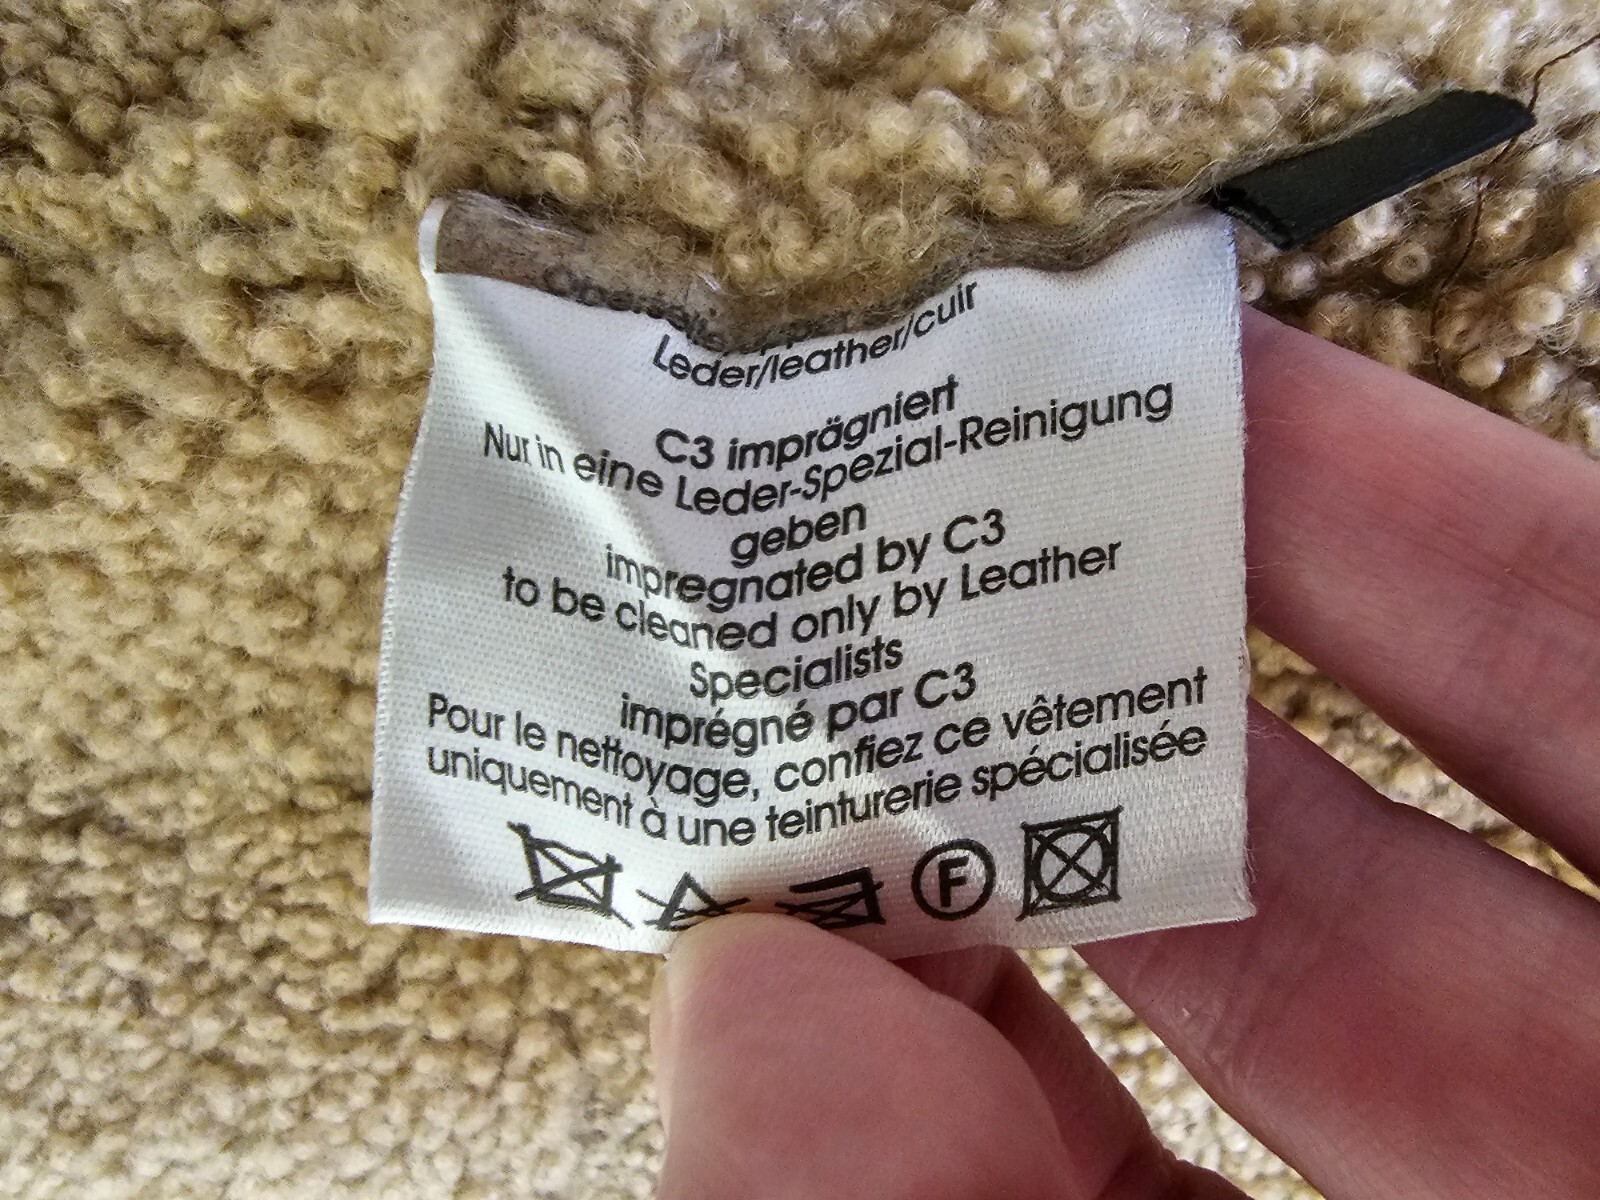 Leder/leather/cuir
C3 imprägniert
Nur in eine Leder-Spezial-Reinigung
geben
impregnated by C3
to be cleaned only by Leather
Specialists
imprégné par C3
Pour le nettoyage, confiez ce vêtement
uniquement à une teinturerie spécialisée
F